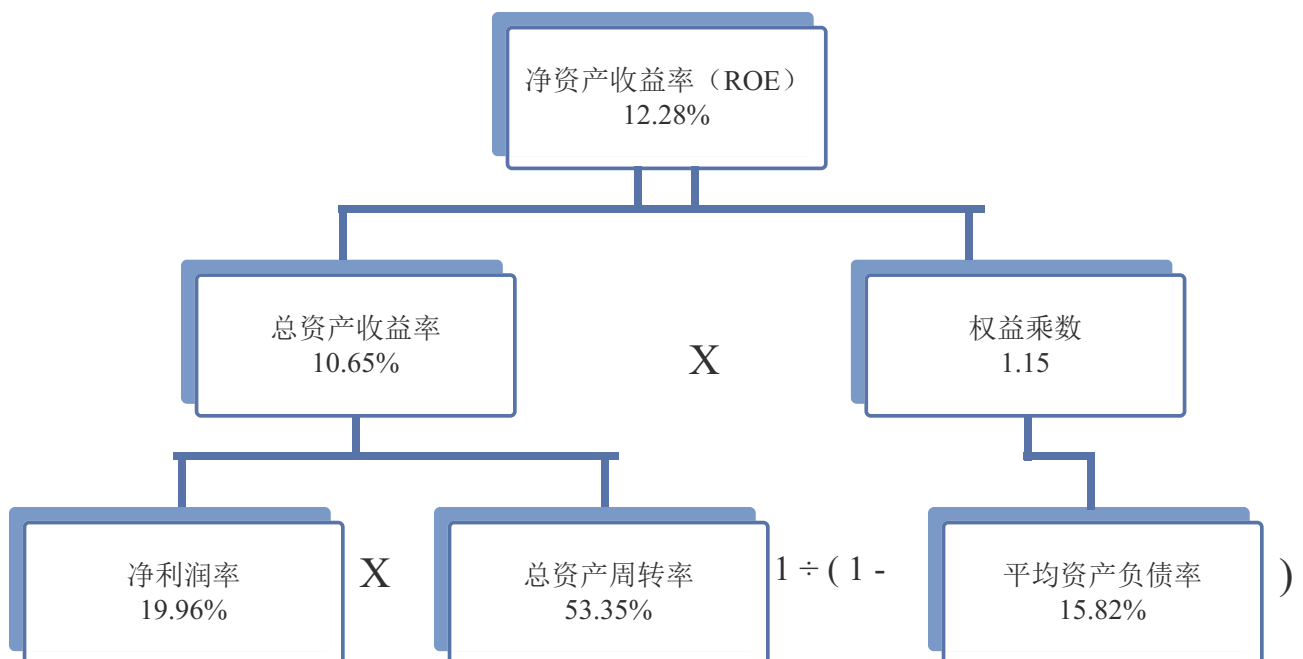 净资产收益率（ROE）
12.28%
总资产收益率
10.65%
X
权益乘数
1.15
净利润率
19.96%
X
总资产周转率
53.35%
1 ÷ ( 1 -
平均资产负债率
15.82%
)